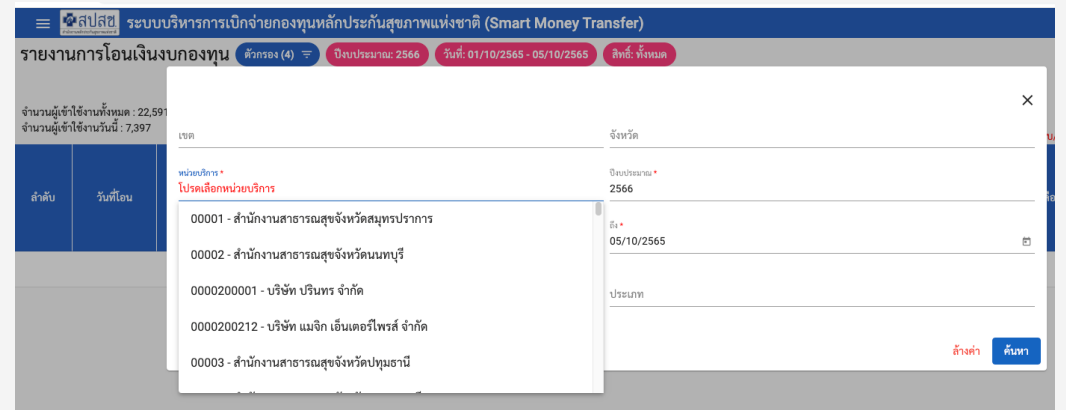 สปสช. ระบบบริหารการเบิกจ่ายกองทุนหลักประกันสุขภาพแห่งชาติ (Smart Money Transfer)
รายงานการโอนเงินงบกองทุน ตัวกรอง (4) ปีงบประมาณ: 2566 วันที่: 01/10/2565 - 05/10/2565 สิทธิ์: ทั้งหมด
จำนวนผู้เข้าใช้งานทั้งหมด : 22,591
จำนวนผู้เข้าใช้งานวันนี้ : 7,397
เขต
จังหวัด
หน่วยบริการ *
โปรดเลือกหน่วยบริการ
ปีงบประมาณ *
2566
ลำดับ
วันที่โอน
00001 - สำนักงานสาธารณสุขจังหวัดสมุทรปราการ
00002 - สำนักงานสาธารณสุขจังหวัดนนทบุรี
0000200001 - บริษัท ปรินทร จำกัด
0000200212 - บริษัท แมจิก เอ็นเตอร์ไพรส์ จำกัด
00003 - สำนักงานสาธารณสุขจังหวัดปทุมธานี
ถึง *
05/10/2565
ประเภท
ล้างค่า ค้นหา